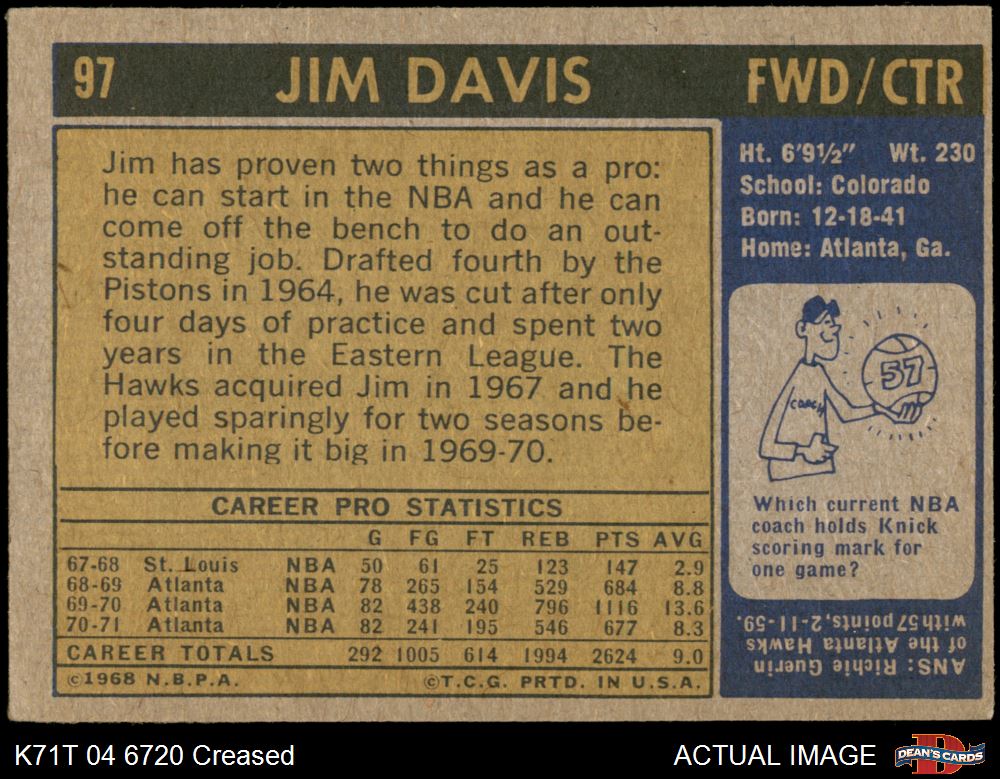 97 JIM DAVIS FWD/CTR
Jim has proven two things as a pro:
he can start in the NBA and he can
come off the bench to do an out-
standing job. Drafted fourth by the
Pistons in 1964, he was cut after only
four days of practice and spent two
years in the Eastern League. The
Hawks acquired Jim in 1967 and he
played sparingly for two seasons be-
fore making it big in 1969-70.
CAREER PRO STATISTICS
G FG FT REB PTS AVG
67-68 St. Louis NBA 50 61 25 123 147 2.9
68-69 Atlanta NBA 78 265 154 529 684 8.8
69-70 Atlanta NBA 82 438 240 796 1116 13.6
70-71 Atlanta NBA 82 241 195 546 677 8.3
CAREER TOTALS 292 1005 614 1994 2624 9.0
©1968 N.B.P.A. ©T.C.G. PRTD. IN U.S.A.
Ht. 6'9½" Wt. 230
School: Colorado
Born: 12-18-41
Home: Atlanta, Ga.
57
COACH
Which current NBA
coach holds Knick
scoring mark for
one game?
ANS: Richie Guerin
of the Atlanta Hawks
with 57 points, 2-11-59.
K71T 04 6720 Creased ACTUAL IMAGE
D
DEAN'S CARDS